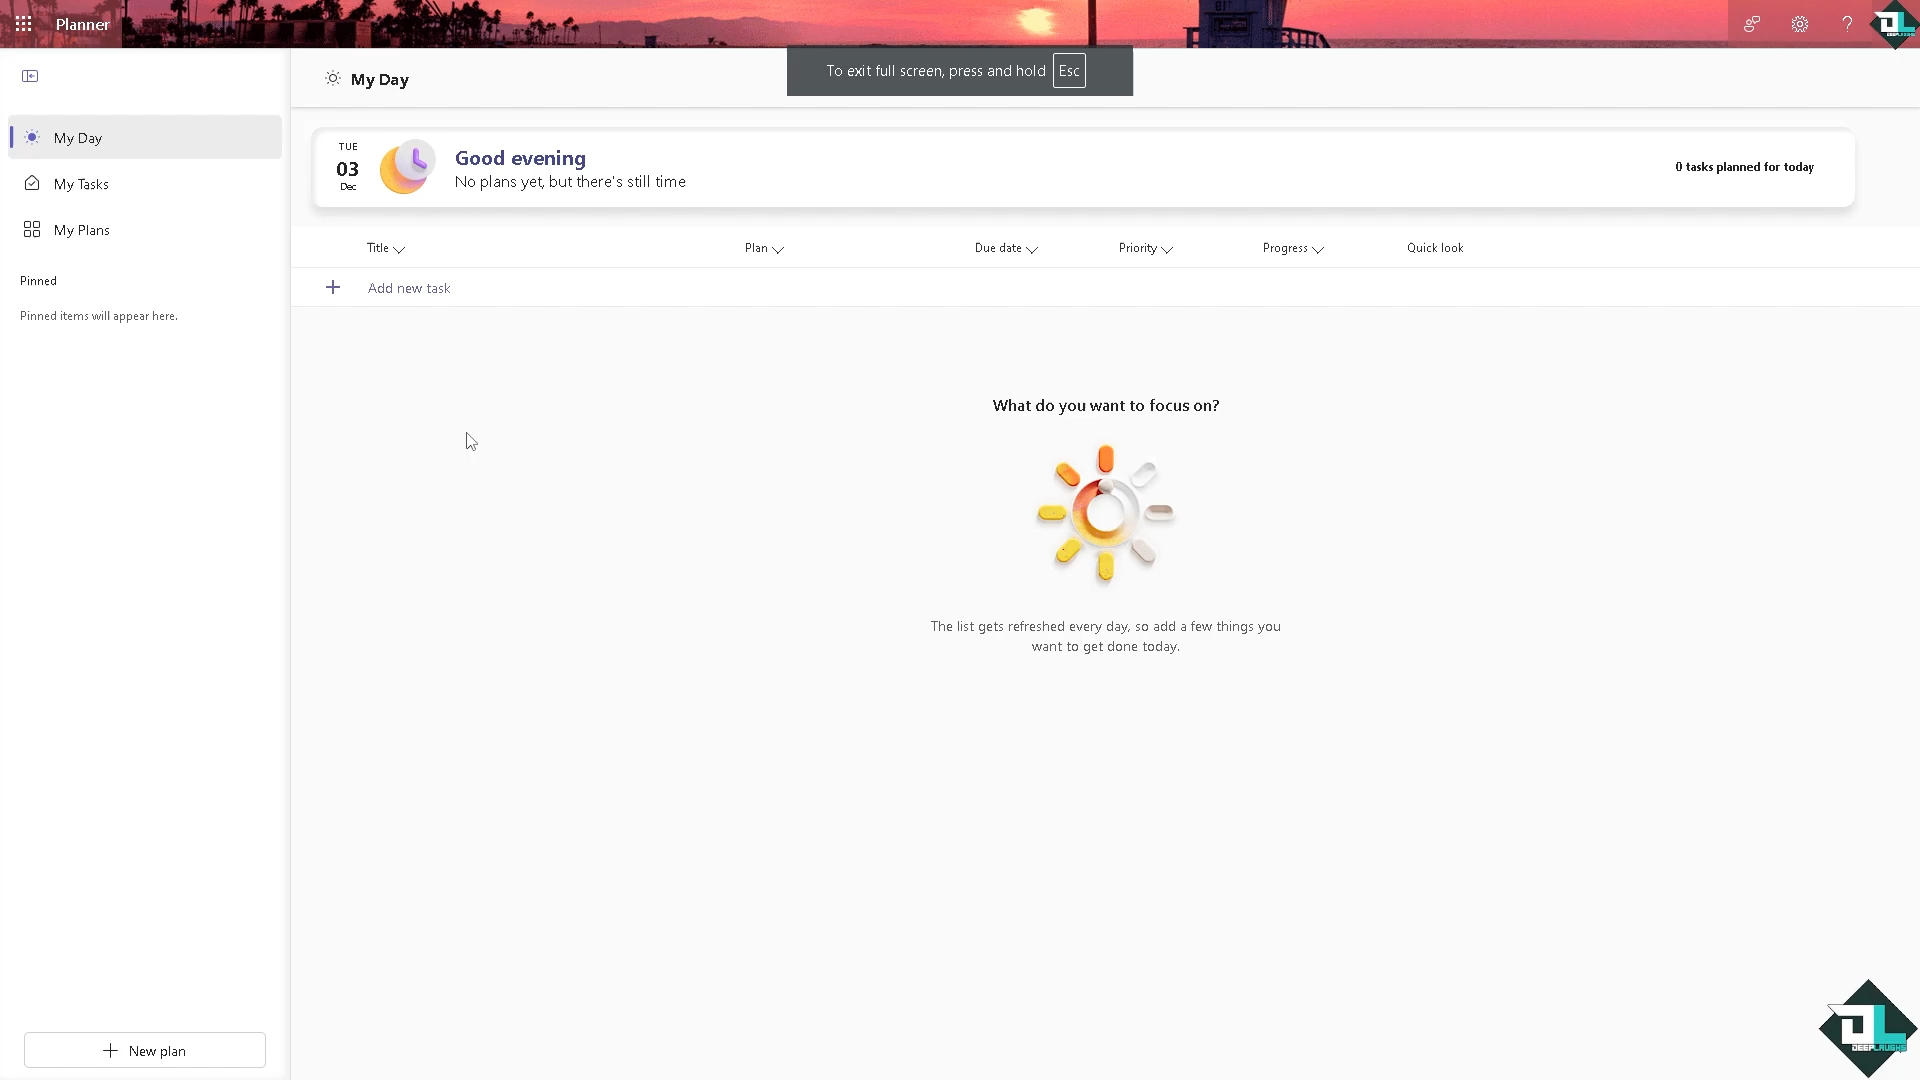 Planner
To exit full screen, press and hold Esc
My Day
My Day
My Tasks
My Plans
Pinned
Pinned items will appear here.
TUE
03
Dec
Good evening
No plans yet, but there's still time
0 tasks planned for today
Title Plan Due date Priority Progress Quick look
Add new task
What do you want to focus on?
The list gets refreshed every day, so add a few things you
want to get done today.
New plan
DL
DEEPLAUGHS